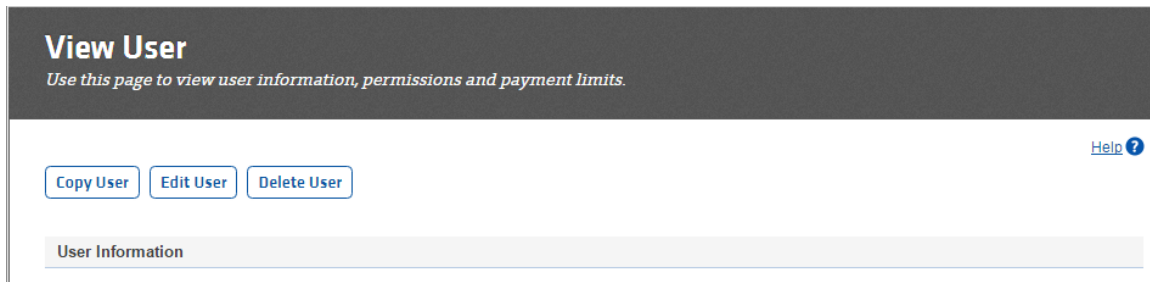 View User
Use this page to view user information, permissions and payment limits.
Help ?
Copy User Edit User Delete User
User Information